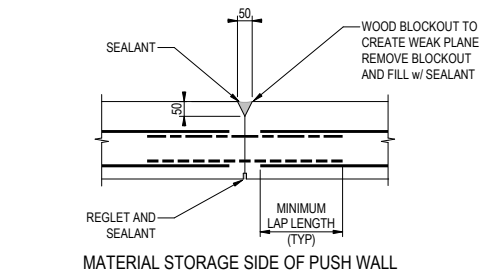 50
SEALANT
WOOD BLOCKOUT TO
CREATE WEAK PLANE
REMOVE BLOCKOUT
AND FILL w/ SEALANT
50
REGLET AND
SEALANT
MINIMUM
LAP LENGTH
(TYP)
MATERIAL STORAGE SIDE OF PUSH WALL